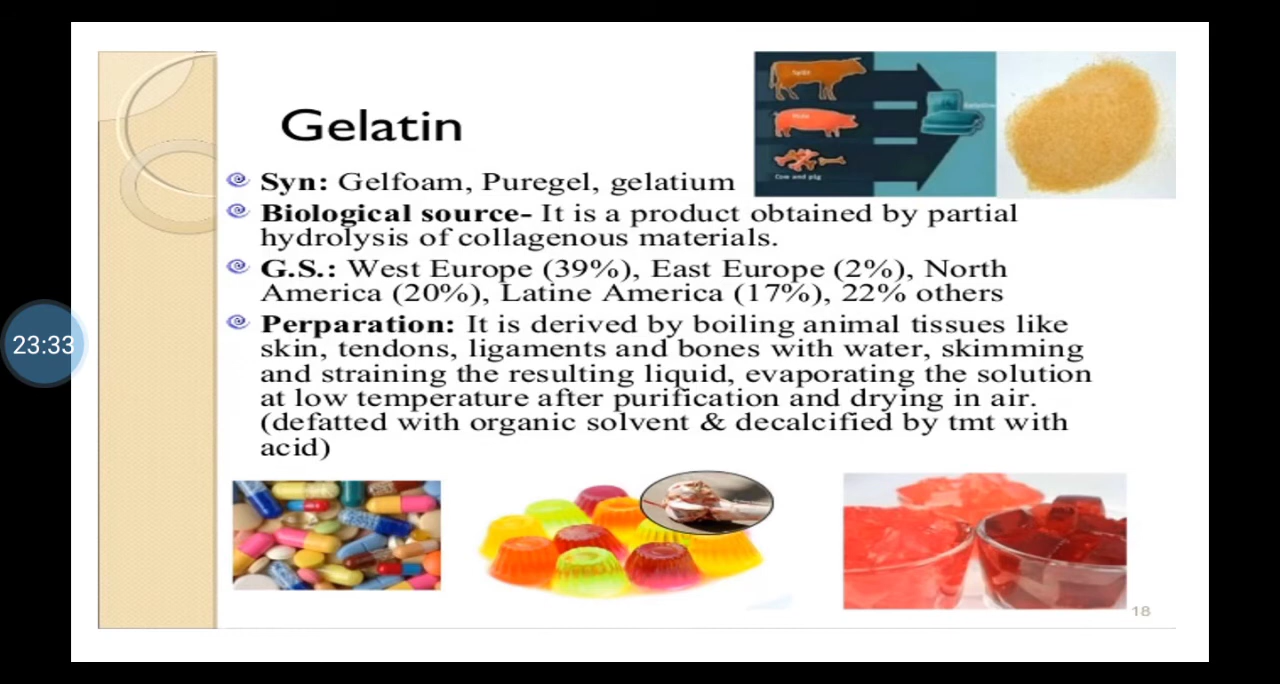 Gelatin
Syn: Gelfoam, Puregel, gelatium
Biological source- It is a product obtained by partial
hydrolysis of collagenous materials.
G.S.: West Europe (39%), East Europe (2%), North
America (20%), Latine America (17%), 22% others
Perparation: It is derived by boiling animal tissues like
skin, tendons, ligaments and bones with water, skimming
and straining the resulting liquid, evaporating the solution
at low temperature after purification and drying in air.
(defatted with organic solvent & decalcified by tmt with
acid)
Cow and pig
23:33
18